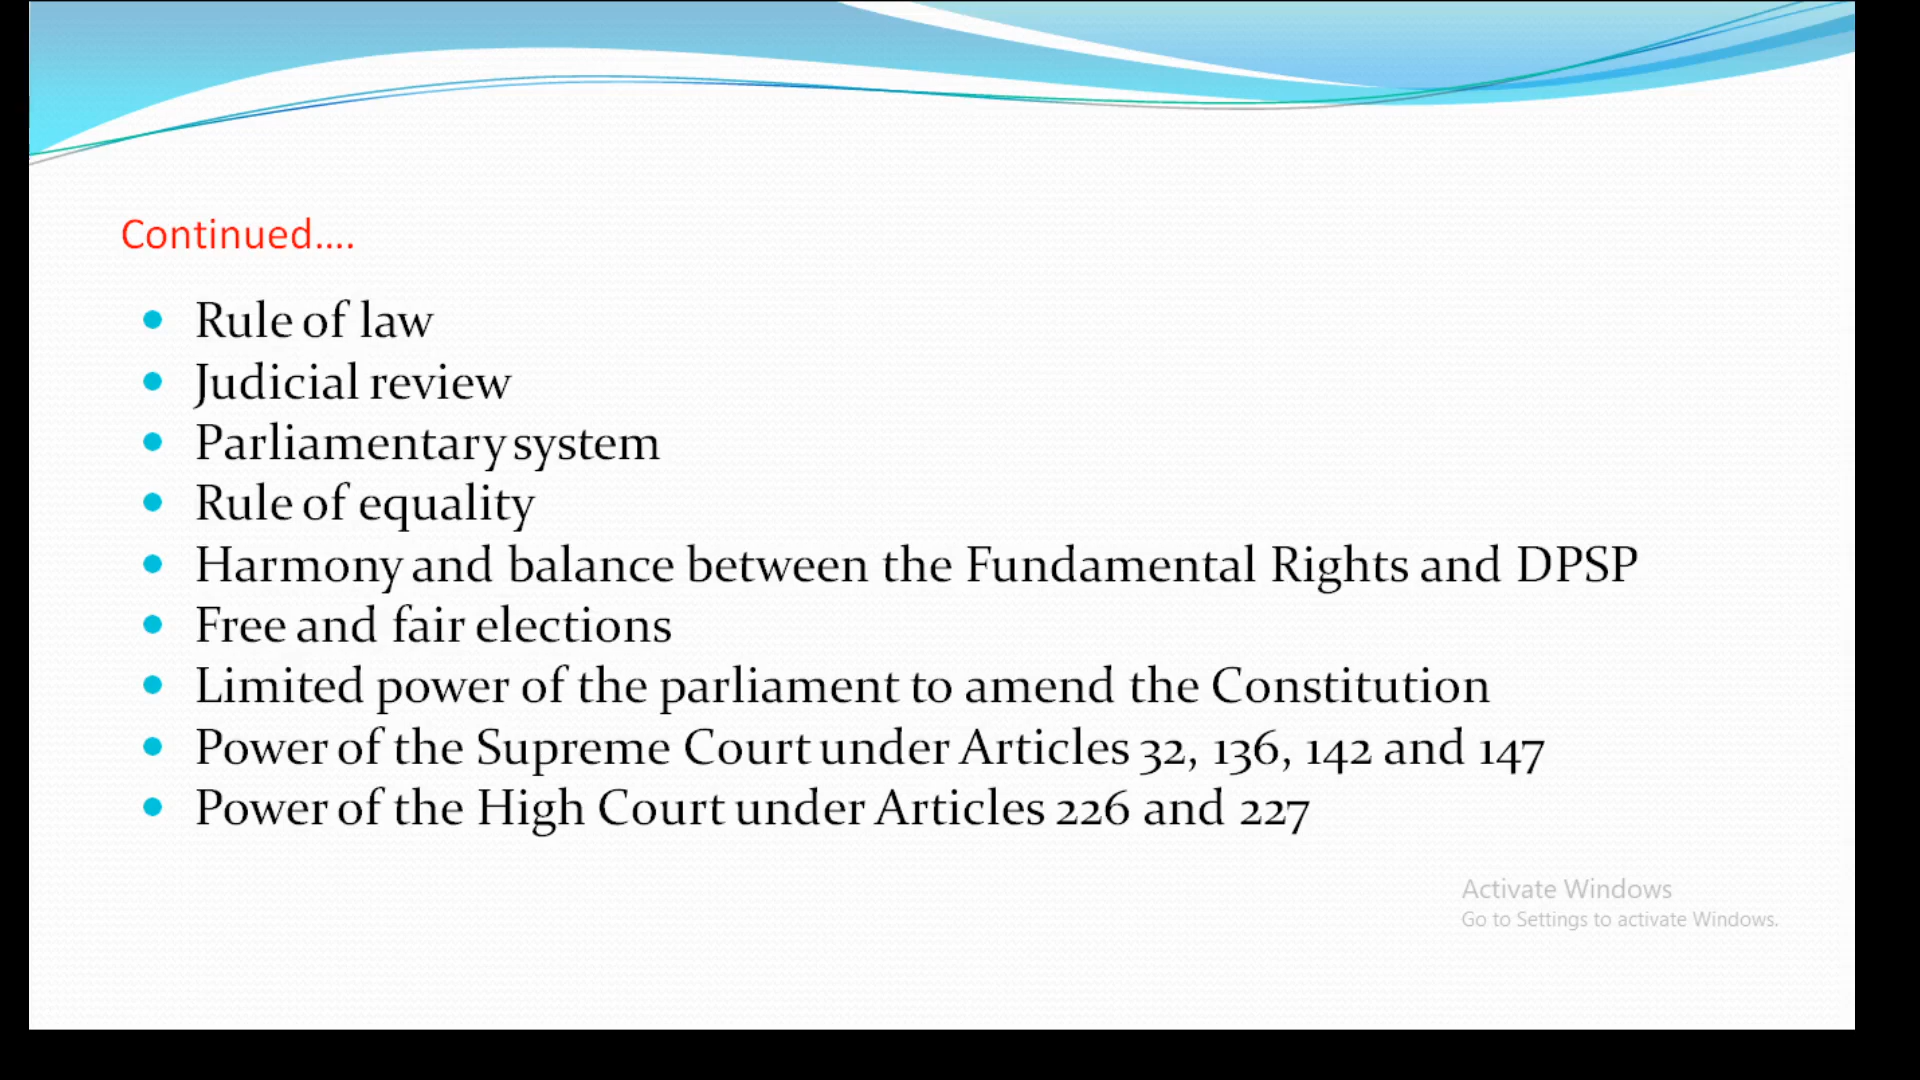 Continued....
• Rule of law
• Judicial review
• Parliamentary system
• Rule of equality
• Harmony and balance between the Fundamental Rights and DPSP
• Free and fair elections
• Limited power of the parliament to amend the Constitution
• Power of the Supreme Court under Articles 32, 136, 142 and 147
• Power of the High Court under Articles 226 and 227
Activate Windows
Go to Settings to activate Windows.